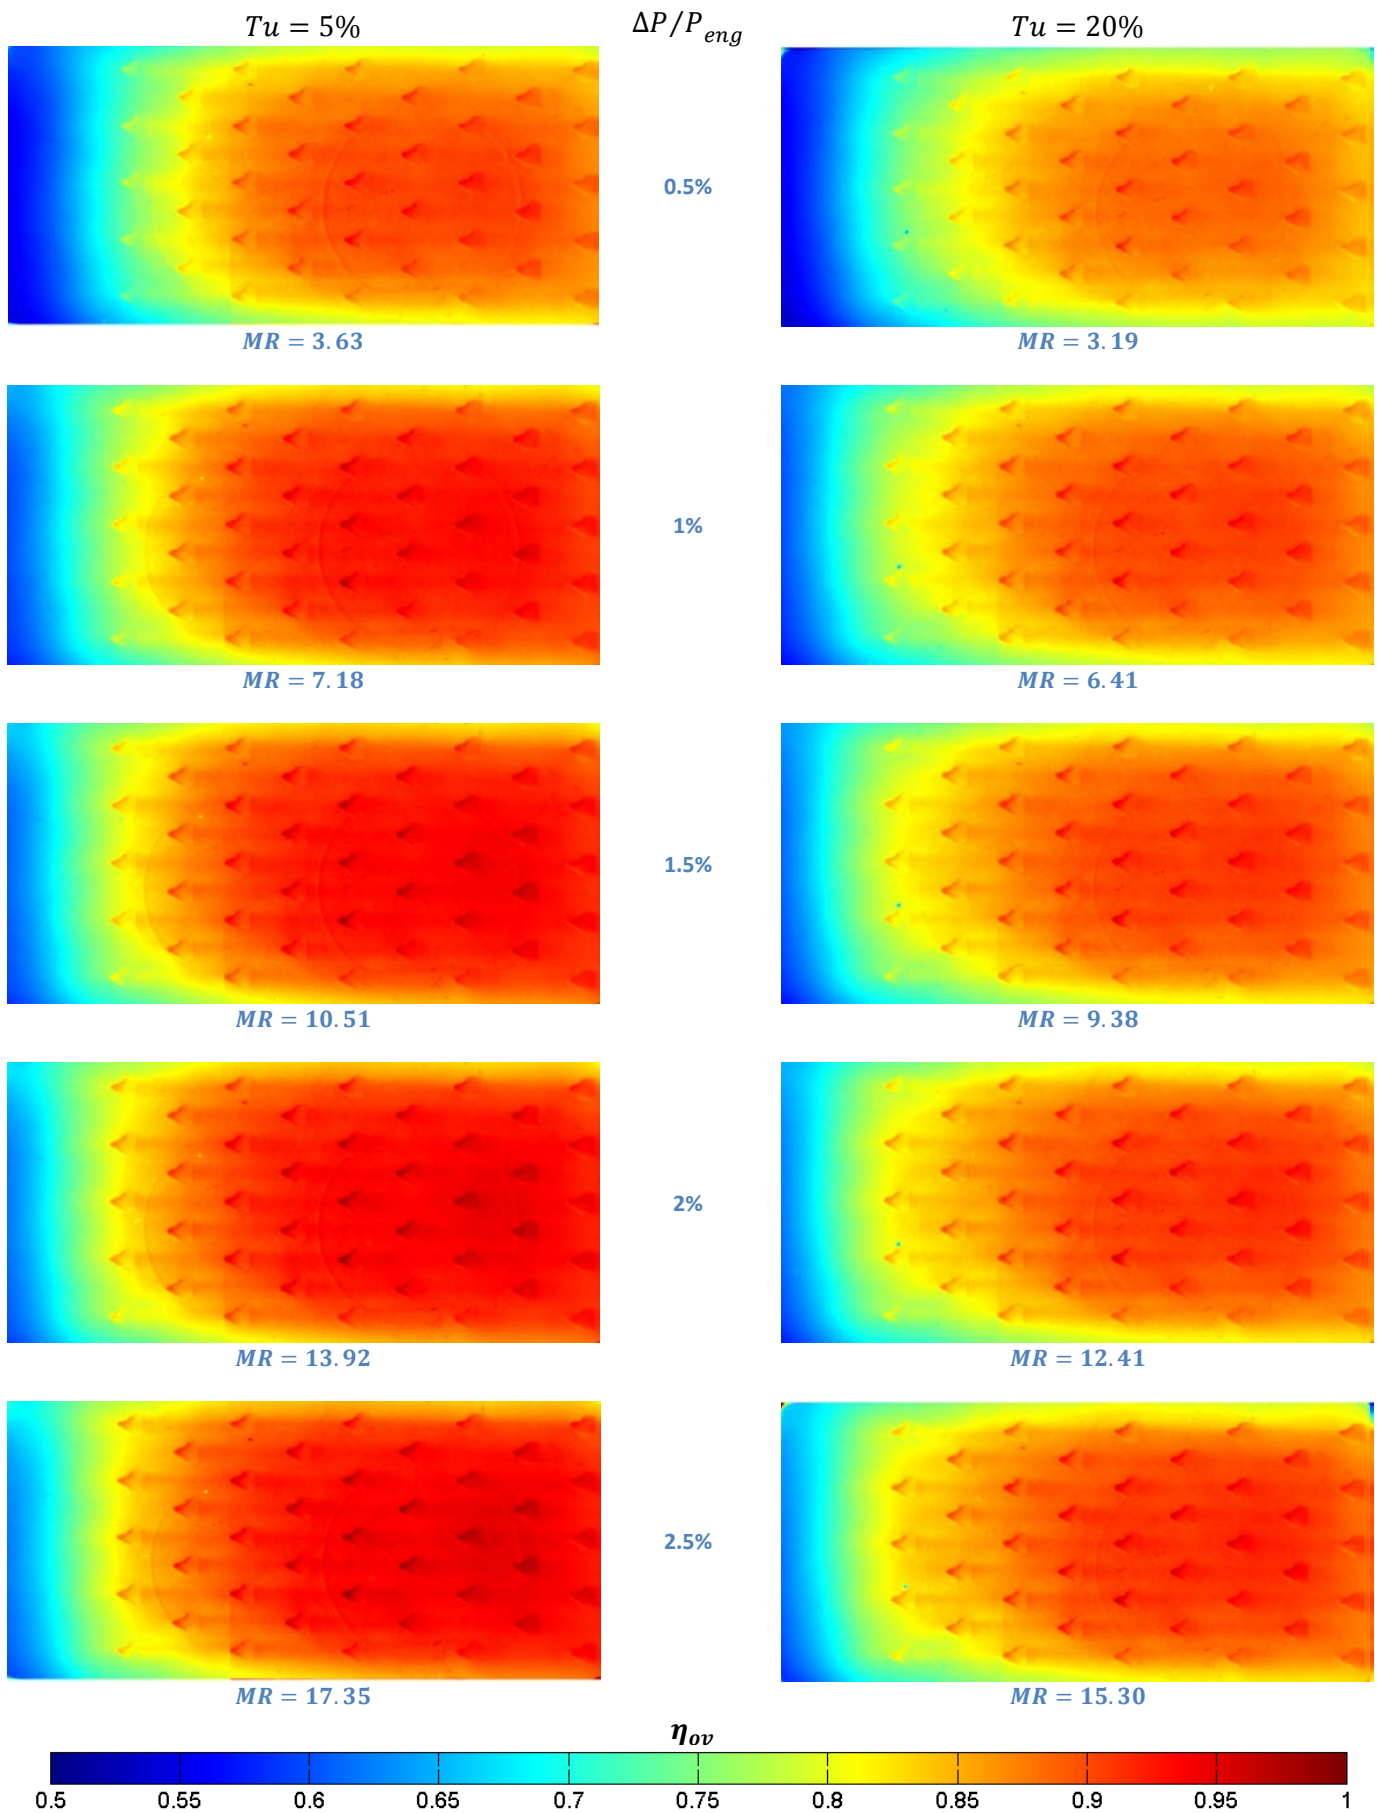 Tu = 5% ΔP/P_eng Tu = 20%
0.5%
MR = 3.63 MR = 3.19
1%
MR = 7.18 MR = 6.41
1.5%
MR = 10.51 MR = 9.38
2%
MR = 13.92 MR = 12.41
2.5%
MR = 17.35 MR = 15.30
η_ov
0.5 0.55 0.6 0.65 0.7 0.75 0.8 0.85 0.9 0.95 1